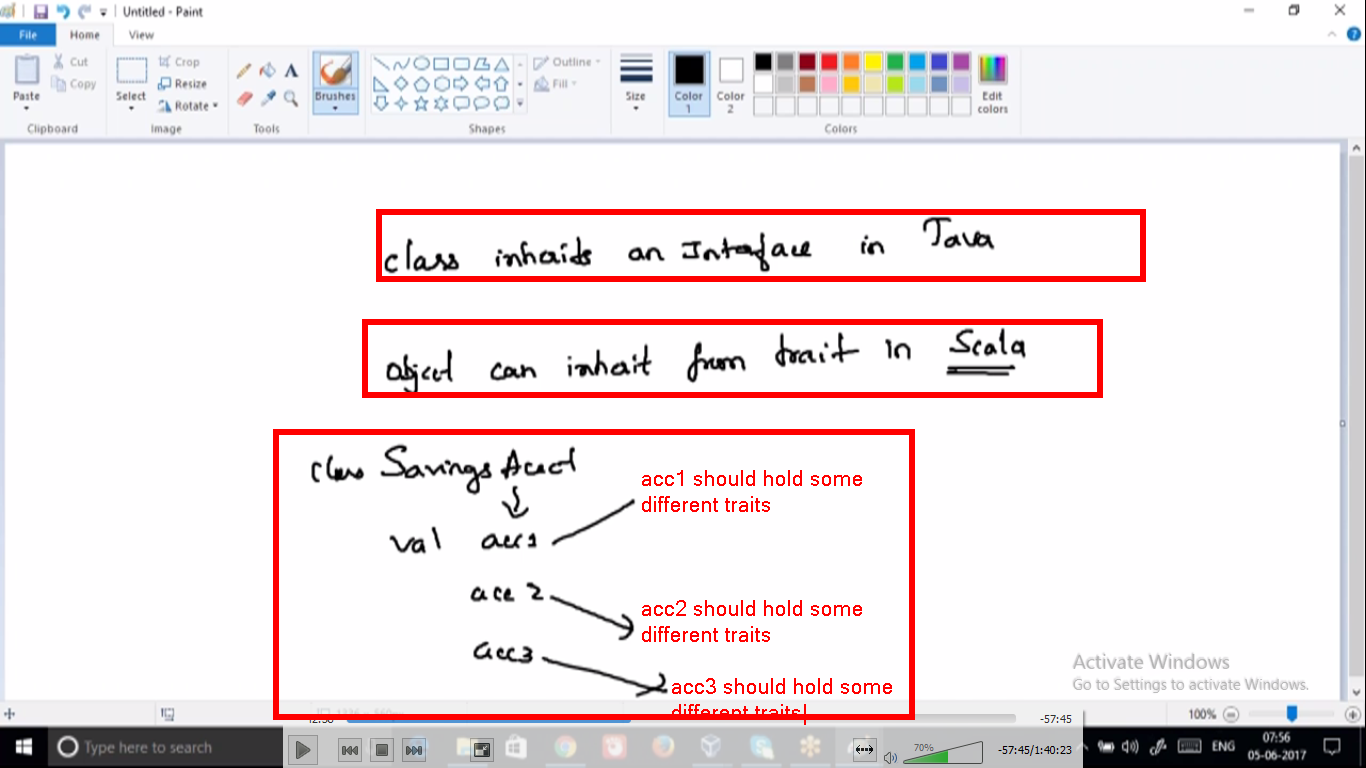 Untitled - Paint
File Home View
Paste Cut Copy Clipboard
Select Crop Resize Rotate Image
Tools
Brushes
Outline Fill Shapes
Size
Color 1 Color 2 Edit colors Colors
class inherits an Interface in Java
object can inherit from trait in Scala
class Savings Acect
val acc1
acc1 should hold some
different traits
acc 2
acc2 should hold some
different traits
acc3
acc3 should hold some
different traits
Activate Windows
Go to Settings to activate Windows.
100%
-57:45
Type here to search
70%
-57:45/1:40:23
ENG
07:56
05-06-2017